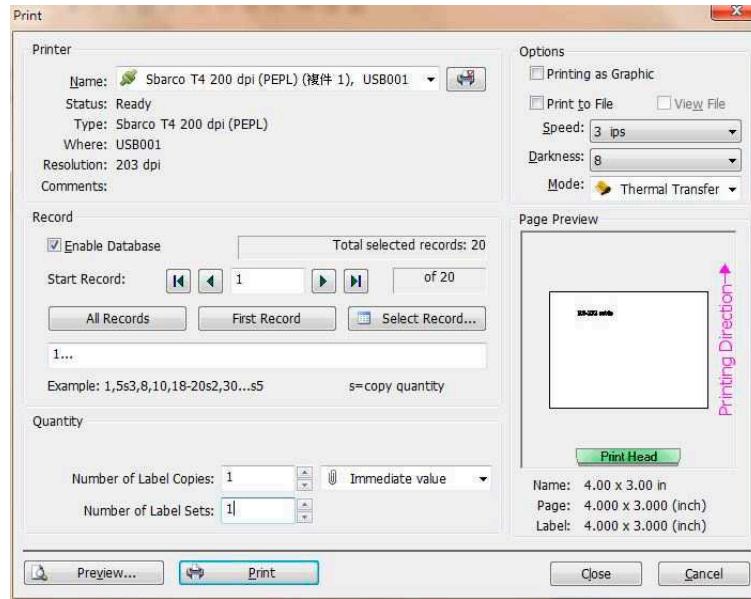 Print
Printer
Name: Sbarco T4 200 dpi (PEPL) (複件 1), USB001
Status: Ready
Type: Sbarco T4 200 dpi (PEPL)
Where: USB001
Resolution: 203 dpi
Comments:
Record
Enable Database
Total selected records: 20
Start Record: 1 of 20
All Records First Record Select Record...
1...
Example: 1,5s3,8,10,18-20s2,30...s5 s=copy quantity
Quantity
Number of Label Copies: 1 Immediate value
Number of Label Sets: 1
Options
Printing as Graphic
Print to File View File
Speed: 3 ips
Darkness: 8
Mode: Thermal Transfer
Page Preview
Printing Direction
Print Head
Name: 4.00 x 3.00 in
Page: 4.000 x 3.000 (inch)
Label: 4.000 x 3.000 (inch)
Preview... Print Close Cancel